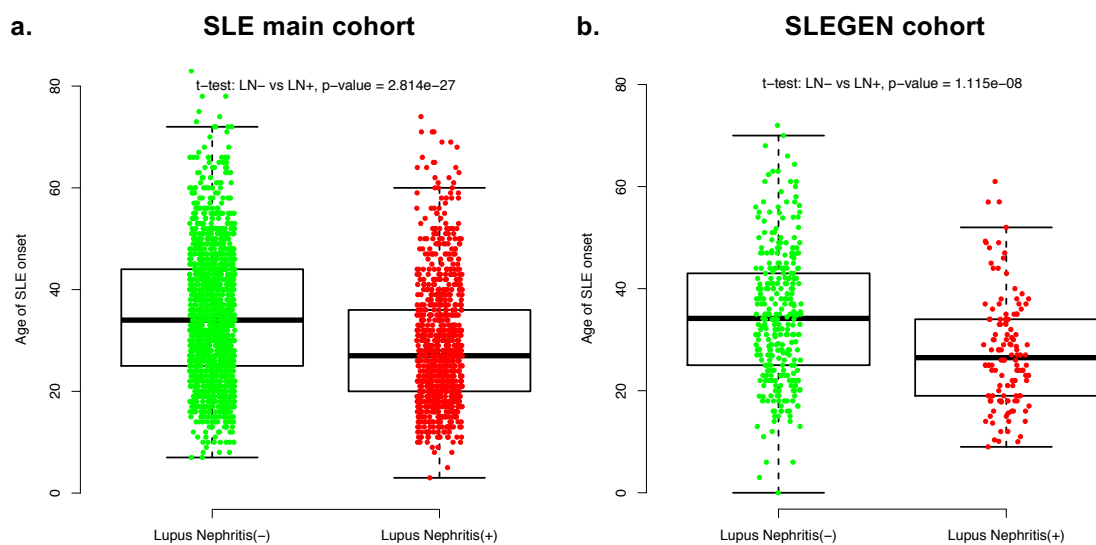 a.
SLE main cohort
t−test: LN− vs LN+, p−value = 2.814e−27
Age of SLE onset
80
60
40
20
0
Lupus Nephritis(−)
Lupus Nephritis(+)
b.
SLEGEN cohort
t−test: LN− vs LN+, p−value = 1.115e−08
Age of SLE onset
80
60
40
20
0
Lupus Nephritis(−)
Lupus Nephritis(+)